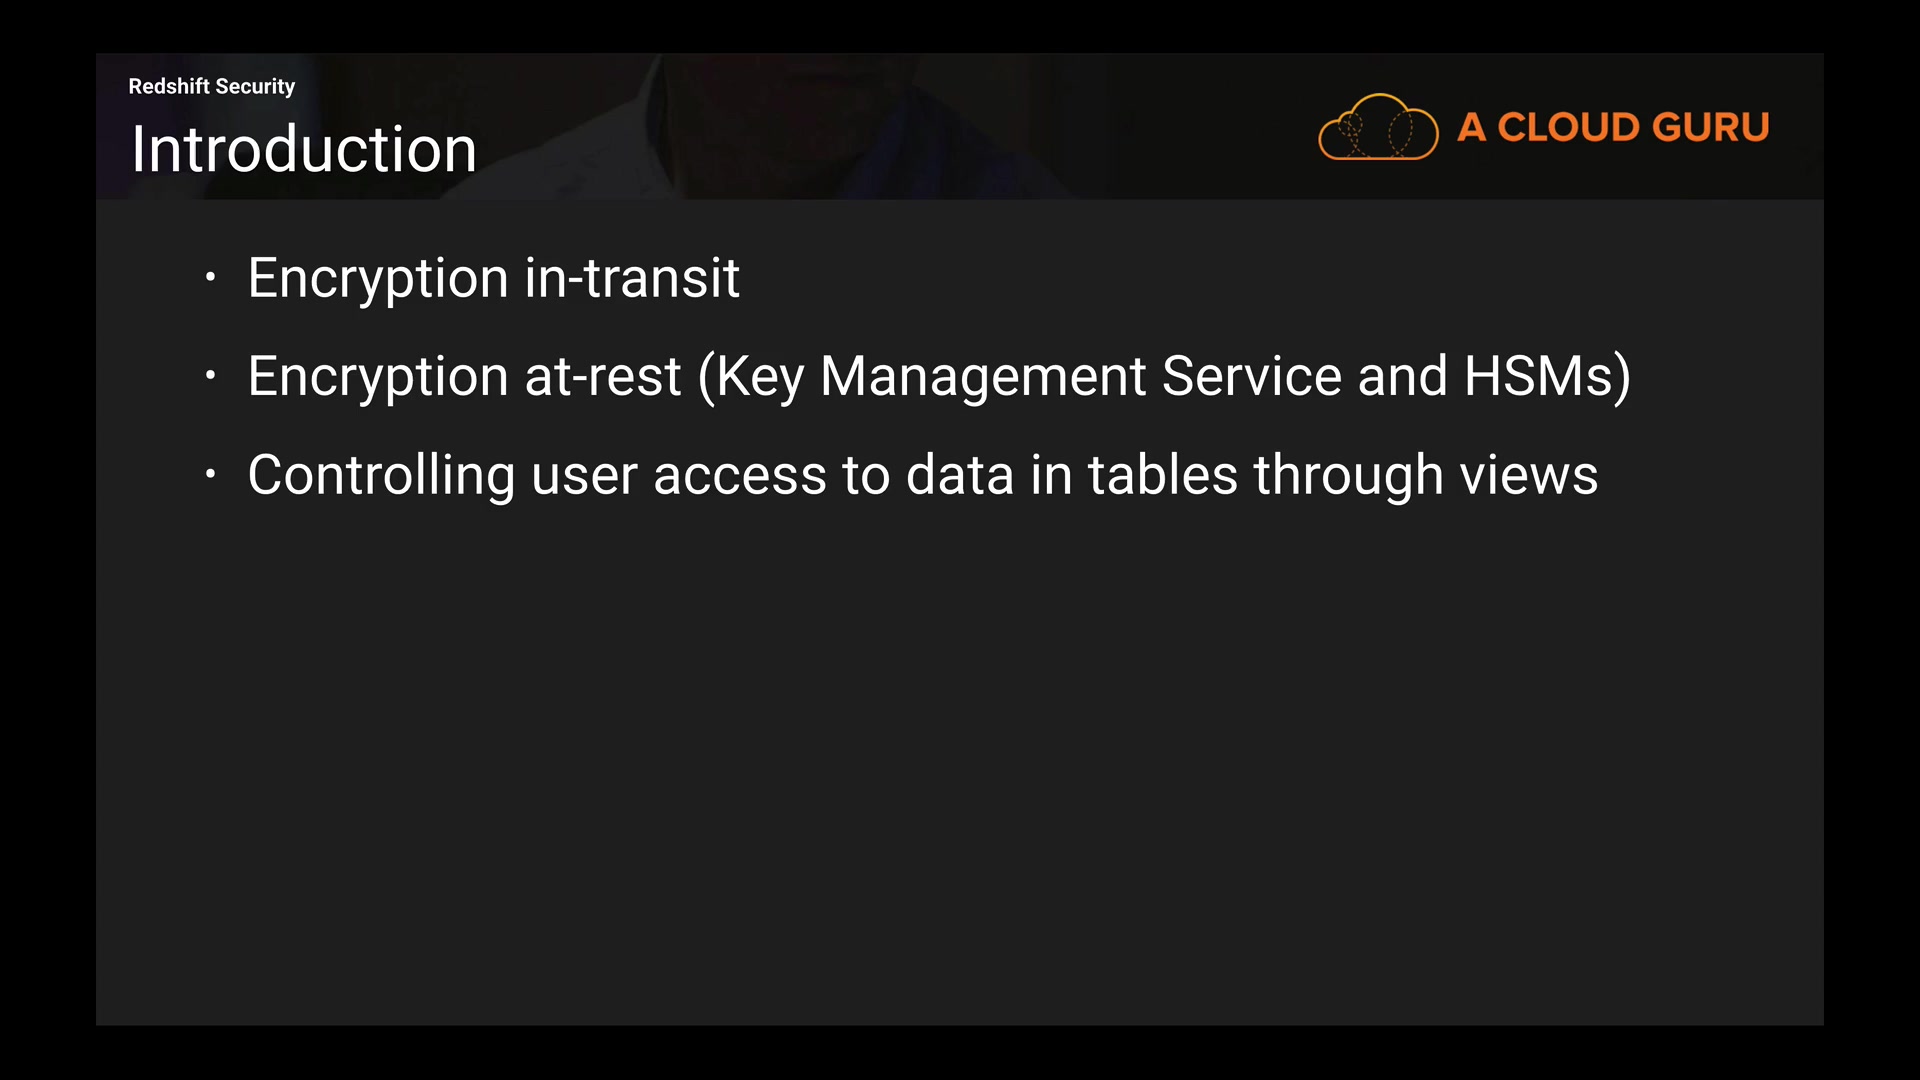 Redshift Security
Introduction
A CLOUD GURU
• Encryption in-transit
• Encryption at-rest (Key Management Service and HSMs)
• Controlling user access to data in tables through views